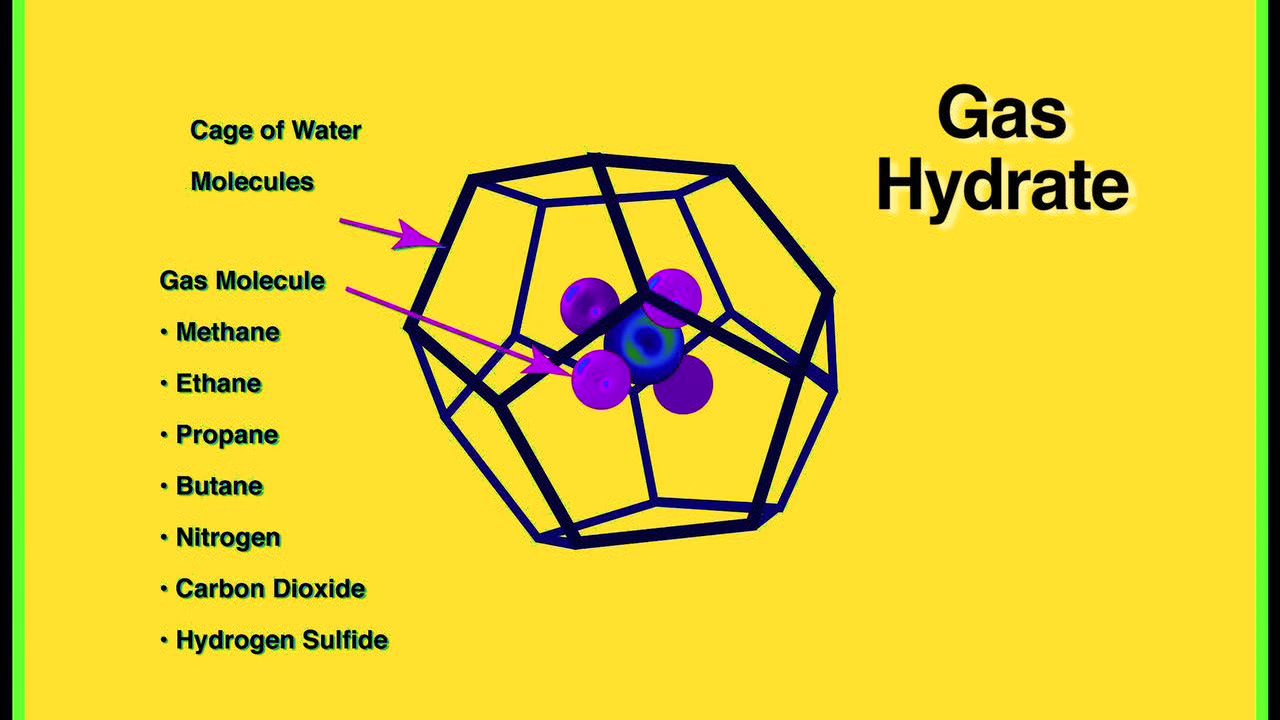 Gas
Hydrate
Cage of Water
Molecules
Gas Molecule
• Methane
• Ethane
• Propane
• Butane
• Nitrogen
• Carbon Dioxide
• Hydrogen Sulfide